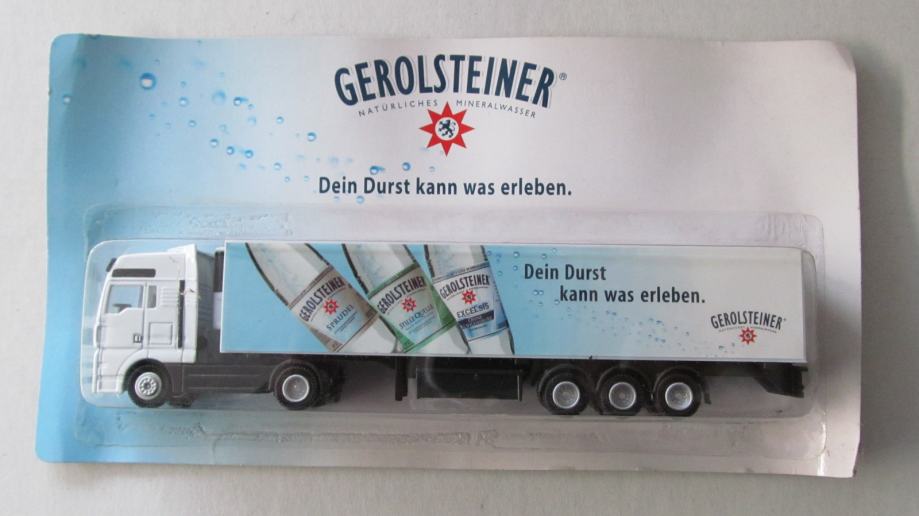 GEROLSTEINER®
NATÜRLICHES MINERALWASSER
Dein Durst kann was erleben.
GEROLSTEINER
SPRUDEL
GEROLSTEINER
STILLE QUELLE
GEROLSTEINER
EXCELSIS
Dein Durst
kann was erleben.
GEROLSTEINER